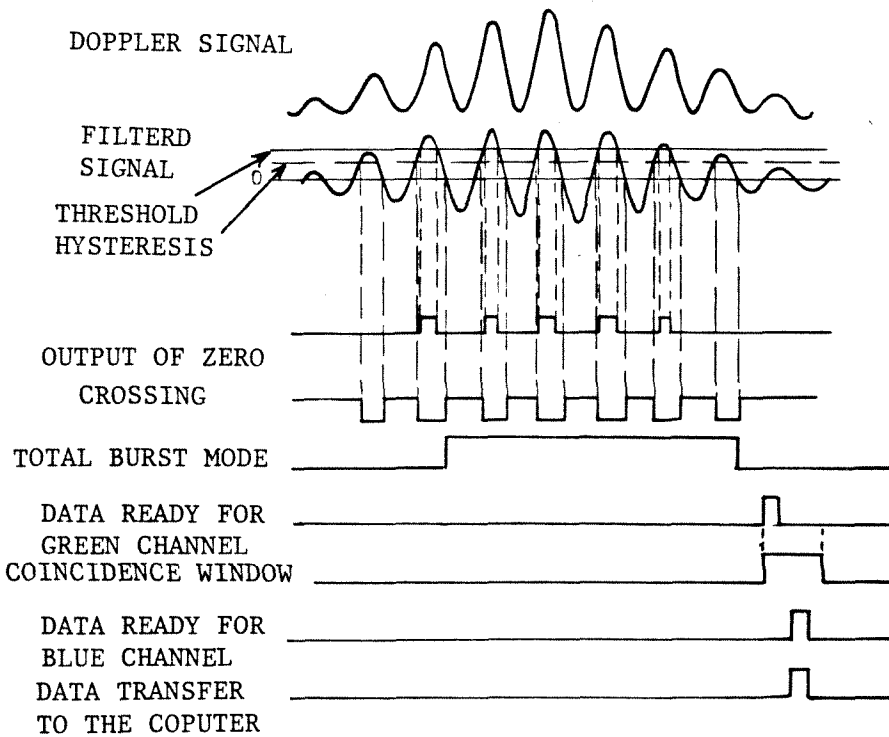 DOPPLER SIGNAL
FILTERD
SIGNAL
0
THRESHOLD
HYSTERESIS
OUTPUT OF ZERO
CROSSING
TOTAL BURST MODE
DATA READY FOR
GREEN CHANNEL
COINCIDENCE WINDOW
DATA READY FOR
BLUE CHANNEL
DATA TRANSFER
TO THE COPUTER